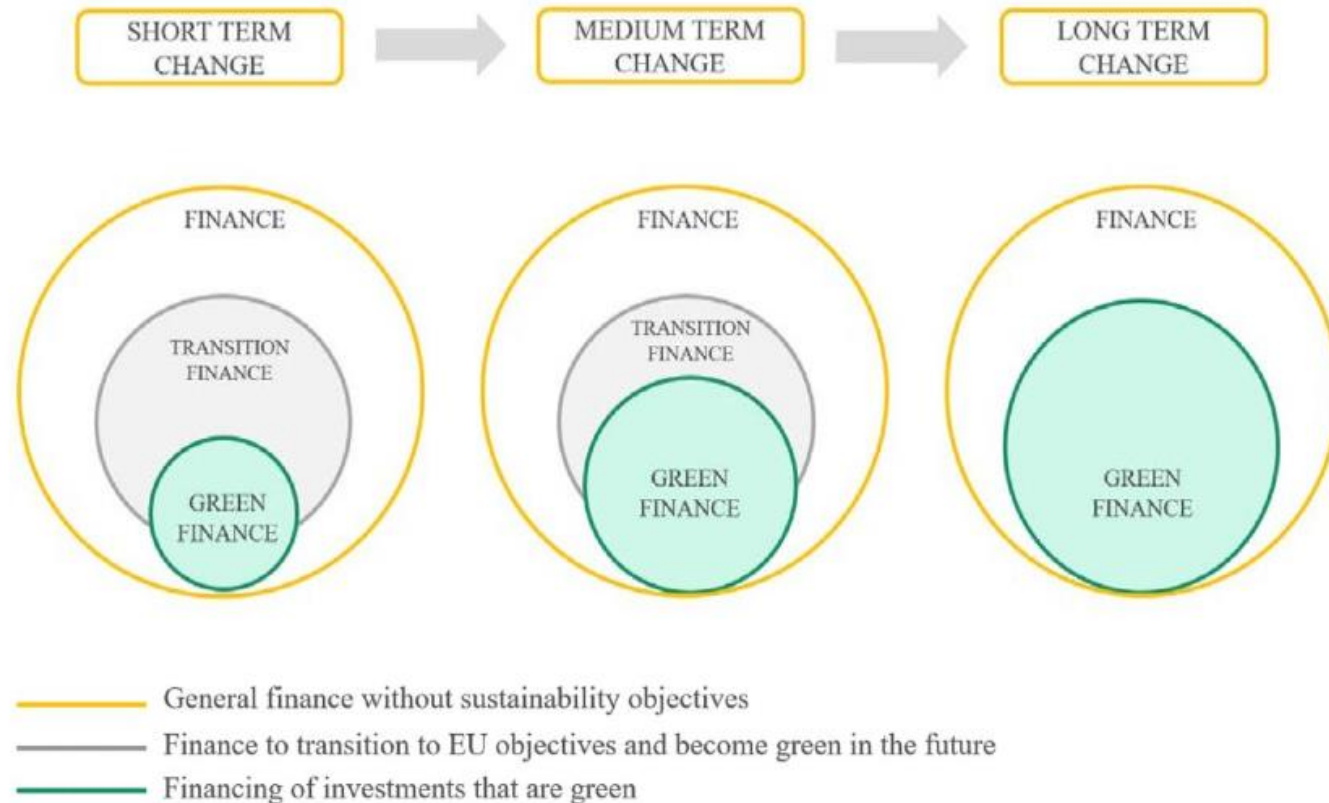 SHORT TERM
CHANGE
MEDIUM TERM
CHANGE
LONG TERM
CHANGE
FINANCE
TRANSITION
FINANCE
GREEN
FINANCE
FINANCE
TRANSITION
FINANCE
GREEN
FINANCE
FINANCE
GREEN
FINANCE
General finance without sustainability objectives
Finance to transition to EU objectives and become green in the future
Financing of investments that are green